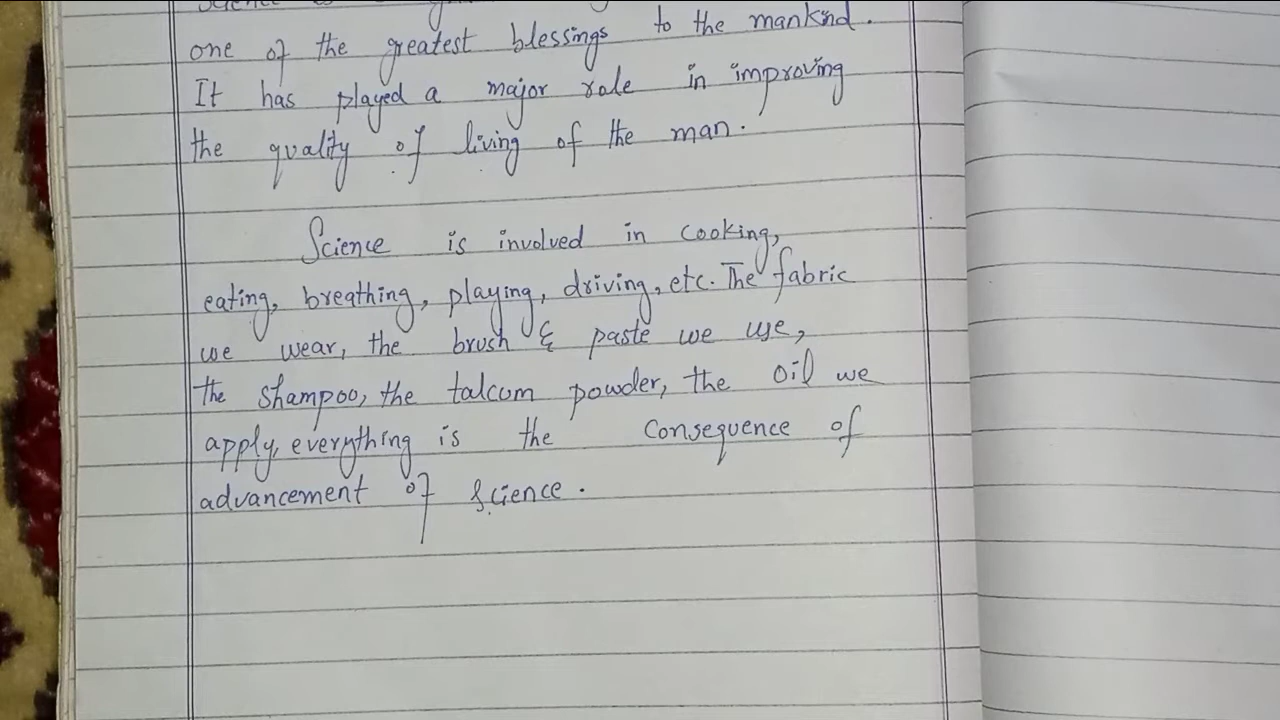 Science is
one of the greatest blessings to the mankind.
It has played a major role in improving
the quality of living of the man.
Science is involved in cooking,
eating, breathing, playing, driving, etc. The fabric
we wear, the brush & paste we use,
the shampoo, the talcum powder, the oil we
apply, everything is the consequence of
advancement of science.